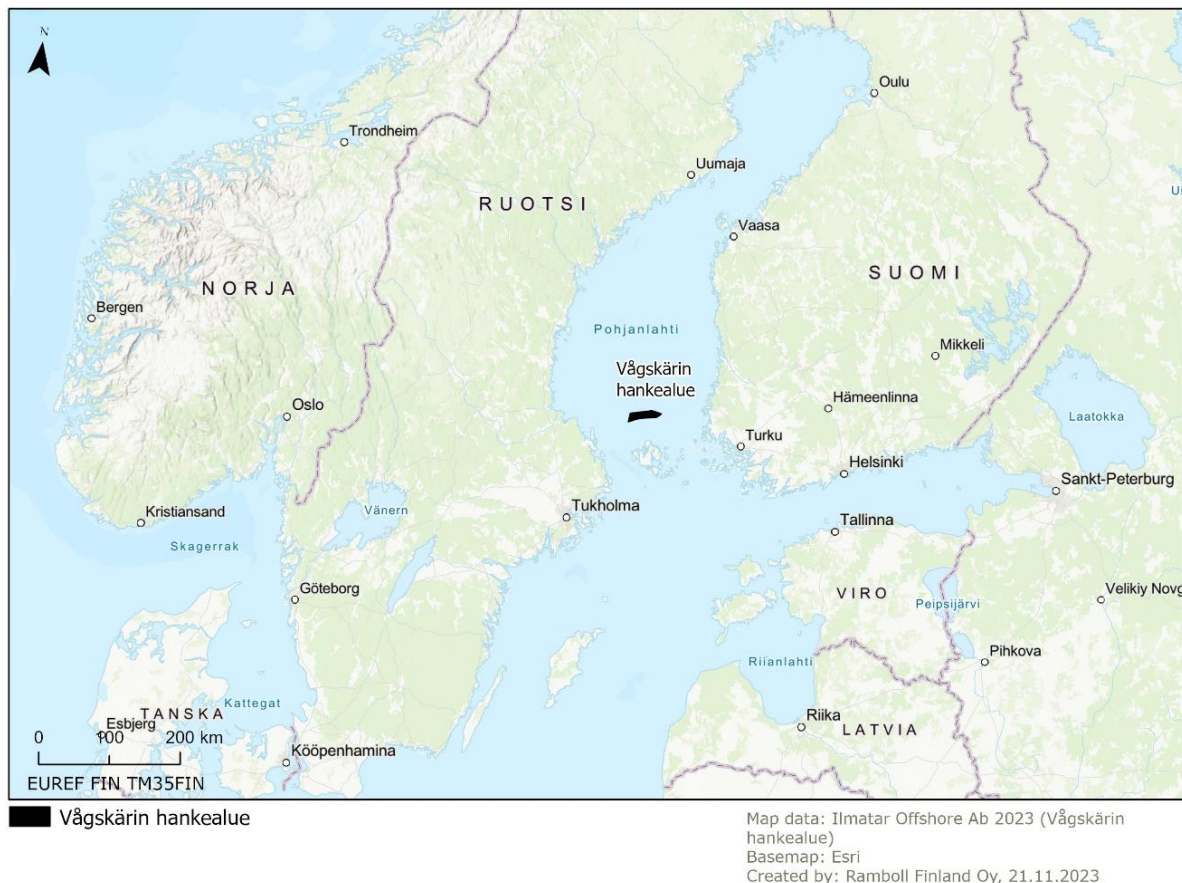 N
Oulu
Trondheim
Uumaja
RUOTSI
Vaasa
SUOMI
NORJA
Bergen
Pohjanlahti
Mikkeli
Vågskärin
hankealue
Hämeenlinna
Oslo
Laatokka
Turku
Helsinki
Sankt-Peterburg
Kristiansand
Vänern
Tukholma
Tallinna
Skagerrak
Göteborg
VIRO
Peipsijärvi
Velikiy Novg
Riianlahti
Pihkova
Kattegat
TANSKA
Esbjerg
Riika
LATVIA
0 100 200 km
Kööpenhamina
EUREF FIN TM35FIN
Vågskärin hankealue
Map data: Ilmatar Offshore Ab 2023 (Vågskärin
hankealue)
Basemap: Esri
Created by: Ramboll Finland Oy, 21.11.2023